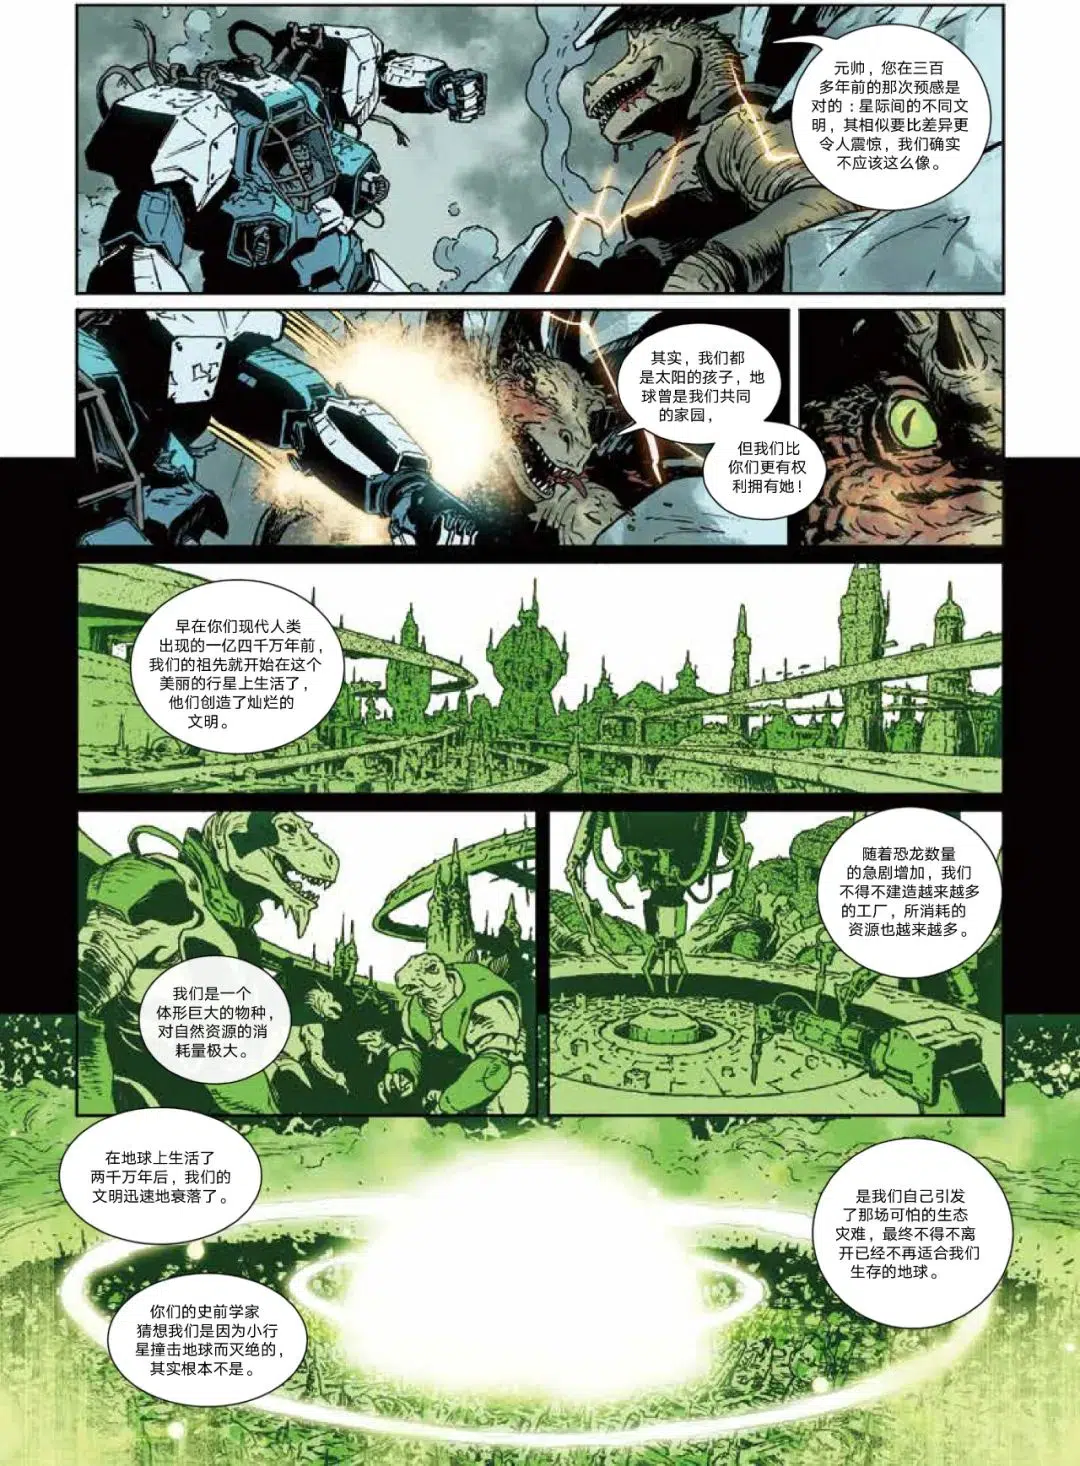 元帅，您在三百
多年前的那次预感是
对的：星际间的不同文
明，其相似要比差异更
令人震惊，我们确实
不应该这么像。
其实，我们都
是太阳的孩子，地
球曾是我们共同
的家园，
但我们比
你们更有权
利拥有她！
早在你们现代人类
出现的一亿四千万年前，
我们的祖先就开始在这个
美丽的行星上生活了，
他们创造了灿烂的
文明。
我们是一个
体形巨大的物种，
对自然资源的消
耗量极大。
随着恐龙数量
的急剧增加，我们
不得不建造越来越多
的工厂，所消耗的
资源也越来越多。
在地球上生活了
两千万年后，我们的
文明迅速地衰落了。
是我们自己引发
了那场可怕的生态
灾难，最终不得不离
开已经不再适合我们
生存的地球。
你们的史前学家
猜想我们是因为小行
星撞击地球而灭绝的，
其实根本不是。